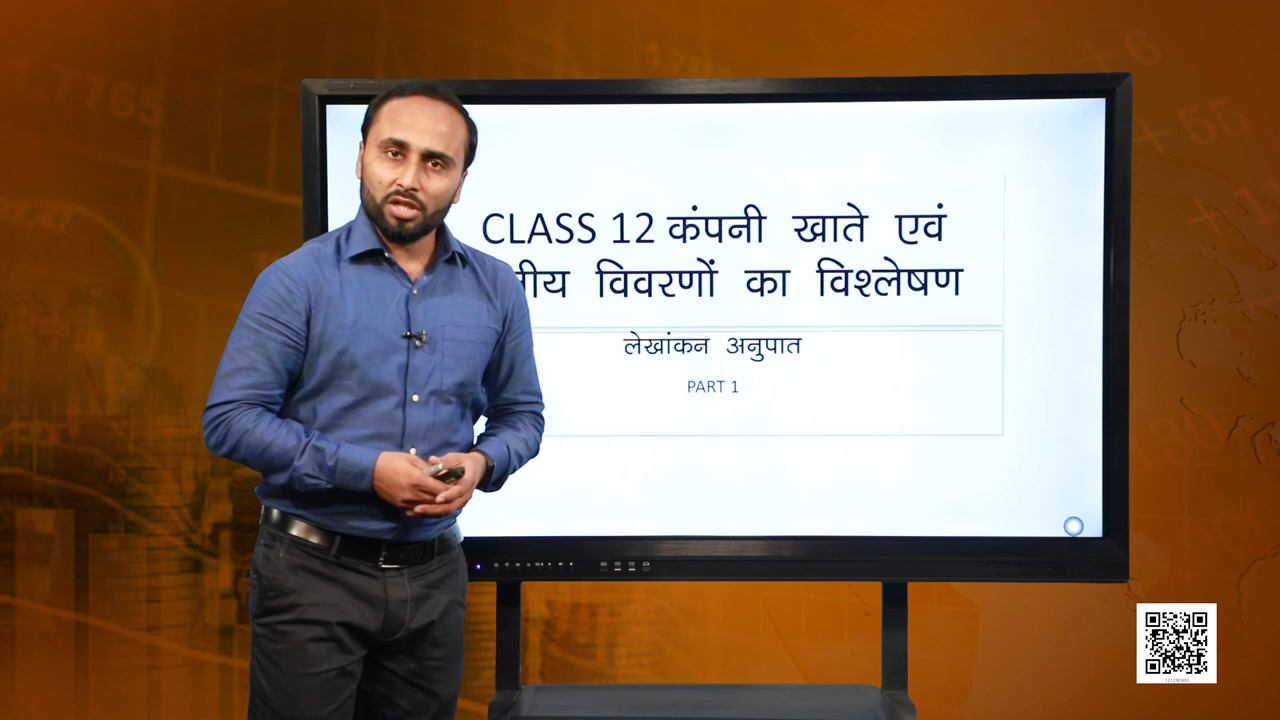 CLASS 12 कंपनी खाते एवं
विवरणों का विश्लेषण
लेखांकन अनुपात
PART 1